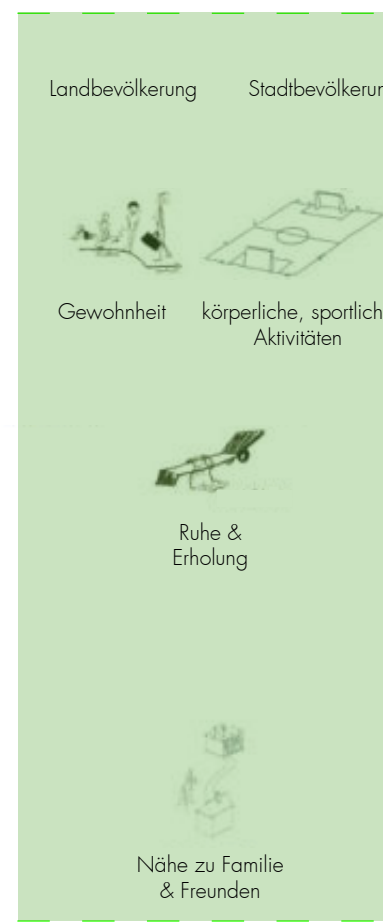 Landbevölkerung Stadtbevölkerun
Gewohnheit körperliche, sportlich
Aktivitäten
Ruhe &
Erholung
Nähe zu Familie
& Freunden